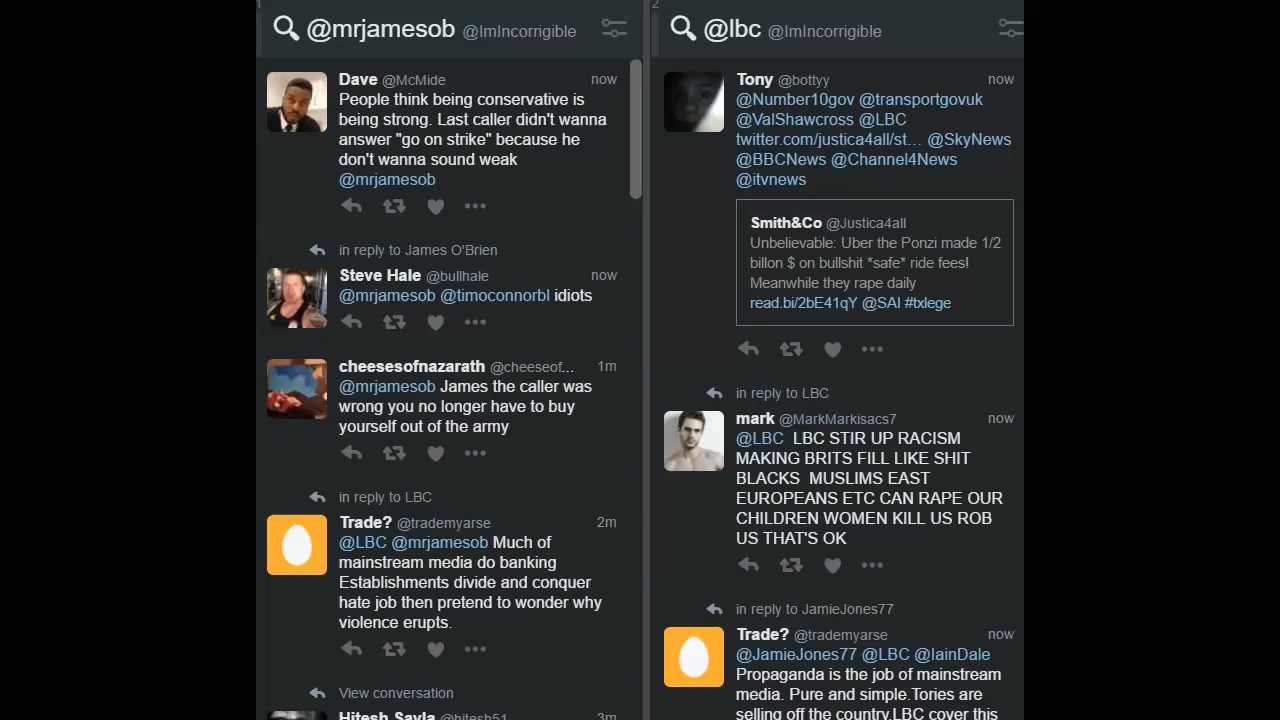 1
@mrjamesob @ImIncorrigible
Dave @McMide now
People think being conservative is
being strong. Last caller didn't wanna
answer "go on strike" because he
don't wanna sound weak
@mrjamesob
in reply to James O'Brien
Steve Hale @bullhale now
@mrjamesob @timoconnorbl idiots
cheesesofnazarath @cheeseof... 1m
@mrjamesob James the caller was
wrong you no longer have to buy
yourself out of the army
in reply to LBC
Trade? @trademyarse 2m
@LBC @mrjamesob Much of
mainstream media do banking
Establishments divide and conquer
hate job then pretend to wonder why
violence erupts.
View conversation
Hitesh Savla @hitesh51 3m
2
@lbc @ImIncorrigible
Tony @bottyy now
@Number10gov @transportgovuk
@ValShawcross @LBC
twitter.com/justica4all/st… @SkyNews
@BBCNews @Channel4News
@itvnews
Smith&Co @Justica4all
Unbelievable: Uber the Ponzi made 1/2
billon $ on bullshit *safe* ride fees!
Meanwhile they rape daily
read.bi/2bE41qY @SAI #txlege
in reply to LBC
mark @MarkMarkisacs7 now
@LBC LBC STIR UP RACISM
MAKING BRITS FILL LIKE SHIT
BLACKS MUSLIMS EAST
EUROPEANS ETC CAN RAPE OUR
CHILDREN WOMEN KILL US ROB
US THAT'S OK
in reply to JamieJones77
Trade? @trademyarse now
@JamieJones77 @LBC @IainDale
Propaganda is the job of mainstream
media. Pure and simple.Tories are
selling off the country.LBC cover this